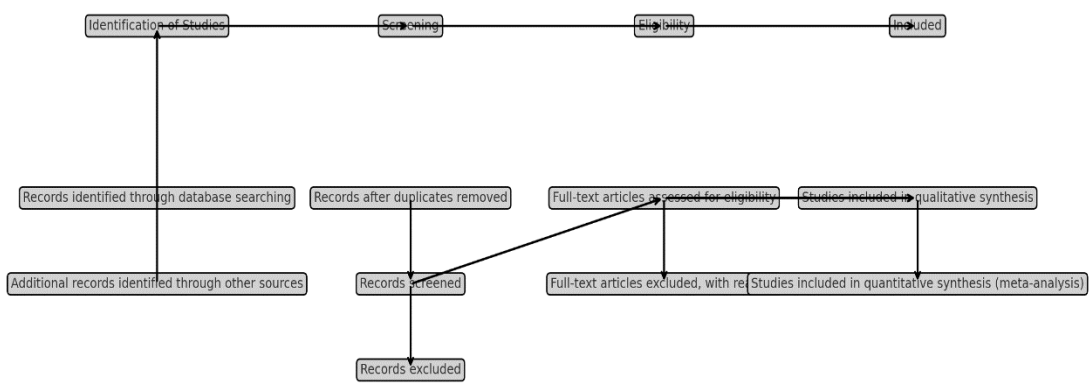 Identification of Studies
Screening
Eligibility
Included
Records identified through database searching
Records after duplicates removed
Full-text articles assessed for eligibility
Studies included in qualitative synthesis
Additional records identified through other sources
Records screened
Full-text articles excluded, with
Studies included in quantitative synthesis (meta-analysis)
Records excluded